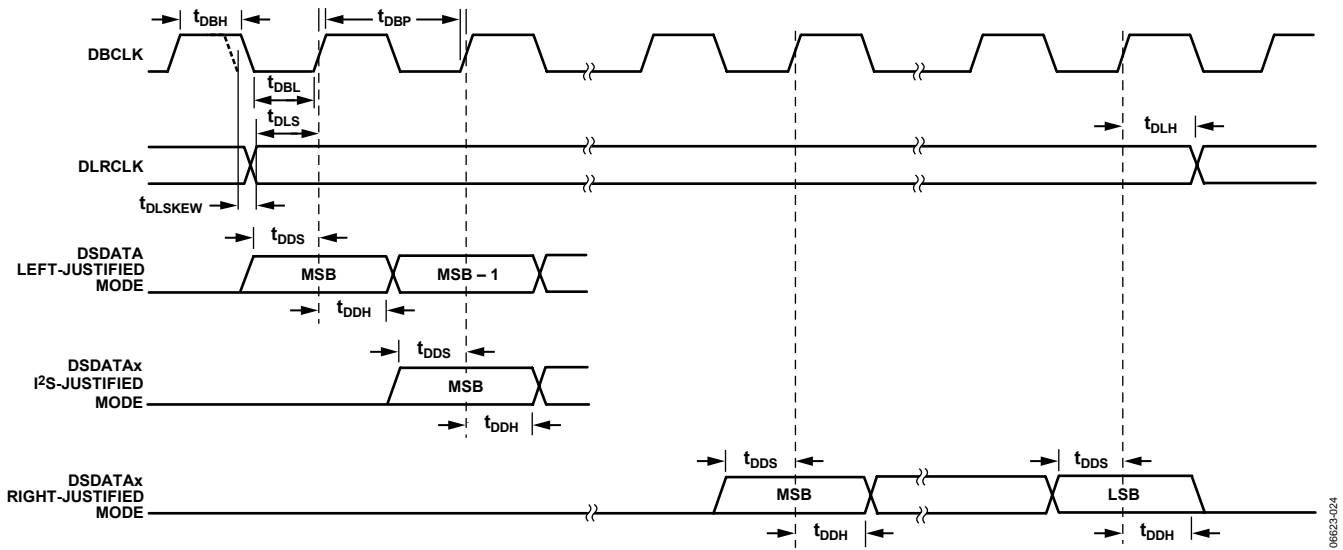 tDBH
tDBP
DBCLK
tDBL
tDLS
tDLH
DLRCLK
tDLSKEW
tDDS
DSDATA
LEFT-JUSTIFIED
MODE
MSB
MSB – 1
tDDH
tDDS
DSDATAx
I²S-JUSTIFIED
MODE
MSB
tDDH
tDDS
tDDS
DSDATAx
RIGHT-JUSTIFIED
MODE
MSB
LSB
tDDH
tDDH
06623-024